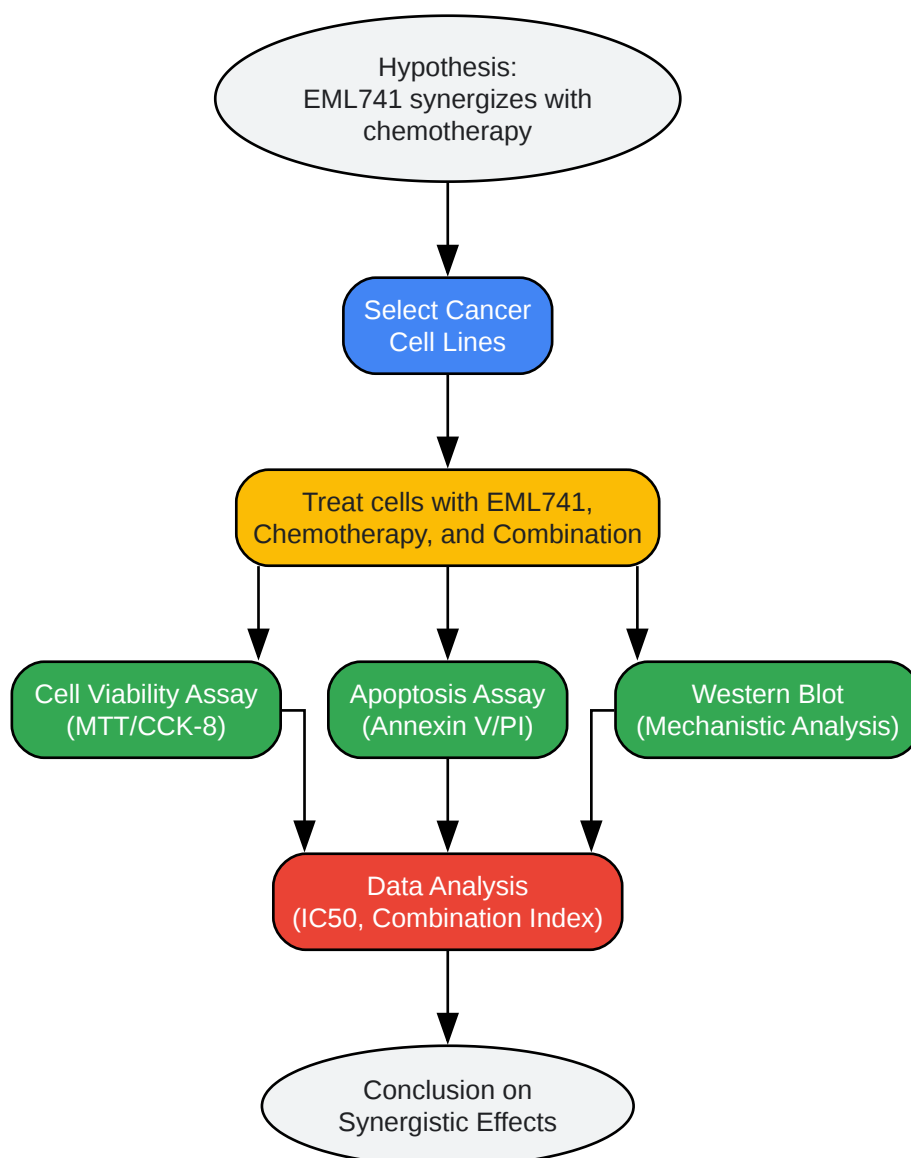 Hypothesis:
EML741 synergizes with
chemotherapy
Select Cancer
Cell Lines
Treat cells with EML741,
Chemotherapy, and Combination
Cell Viability Assay
(MTT/CCK-8)
Apoptosis Assay
(Annexin V/PI)
Western Blot
(Mechanistic Analysis)
Data Analysis
(IC50, Combination Index)
Conclusion on
Synergistic Effects